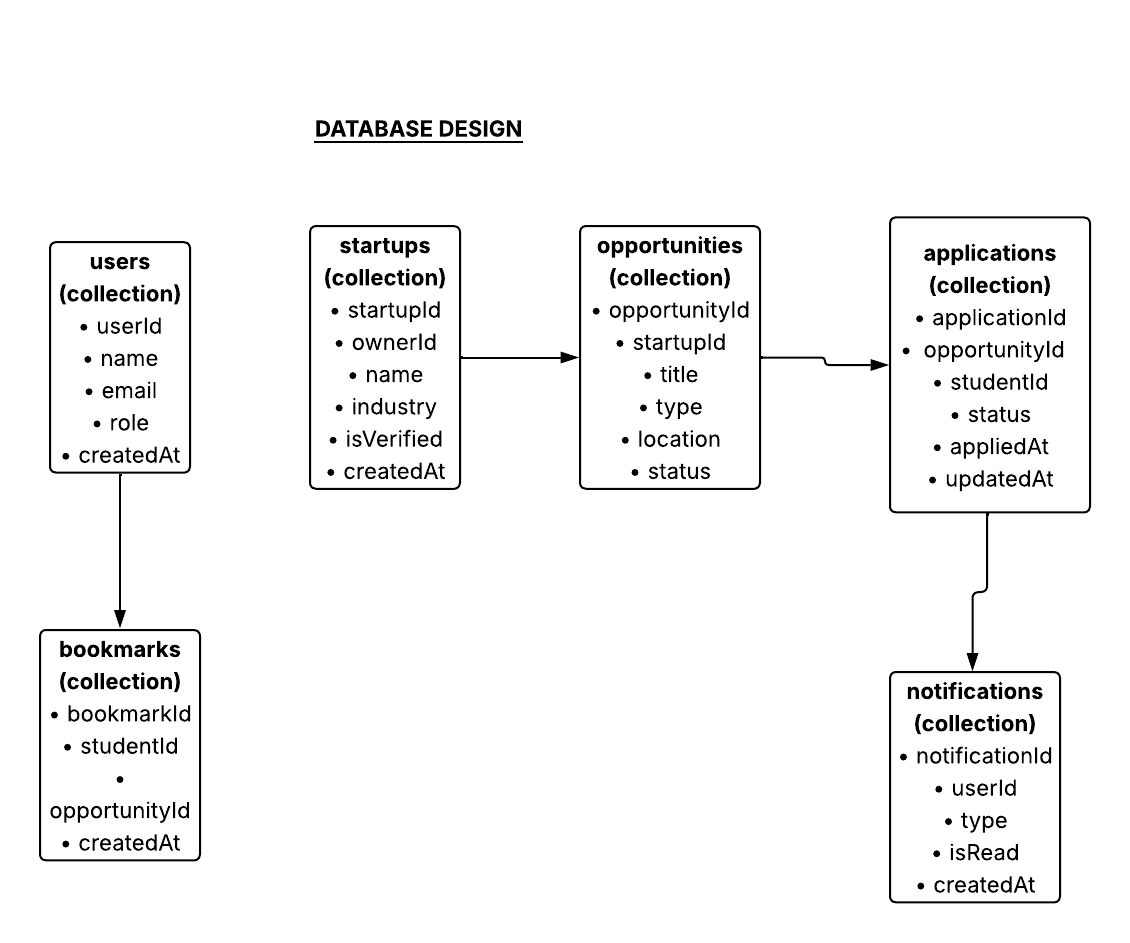 DATABASE DESIGN
users
(collection)
• userId
• name
• email
• role
• createdAt
startups
(collection)
• startupId
• ownerId
• name
• industry
• isVerified
• createdAt
opportunities
(collection)
• opportunityId
• startupId
• title
• type
• location
• status
applications
(collection)
• applicationId
• opportunityId
• studentId
• status
• appliedAt
• updatedAt
bookmarks
(collection)
• bookmarkId
• studentId
•
opportunityId
• createdAt
notifications
(collection)
• notificationId
• userId
• type
• isRead
• createdAt